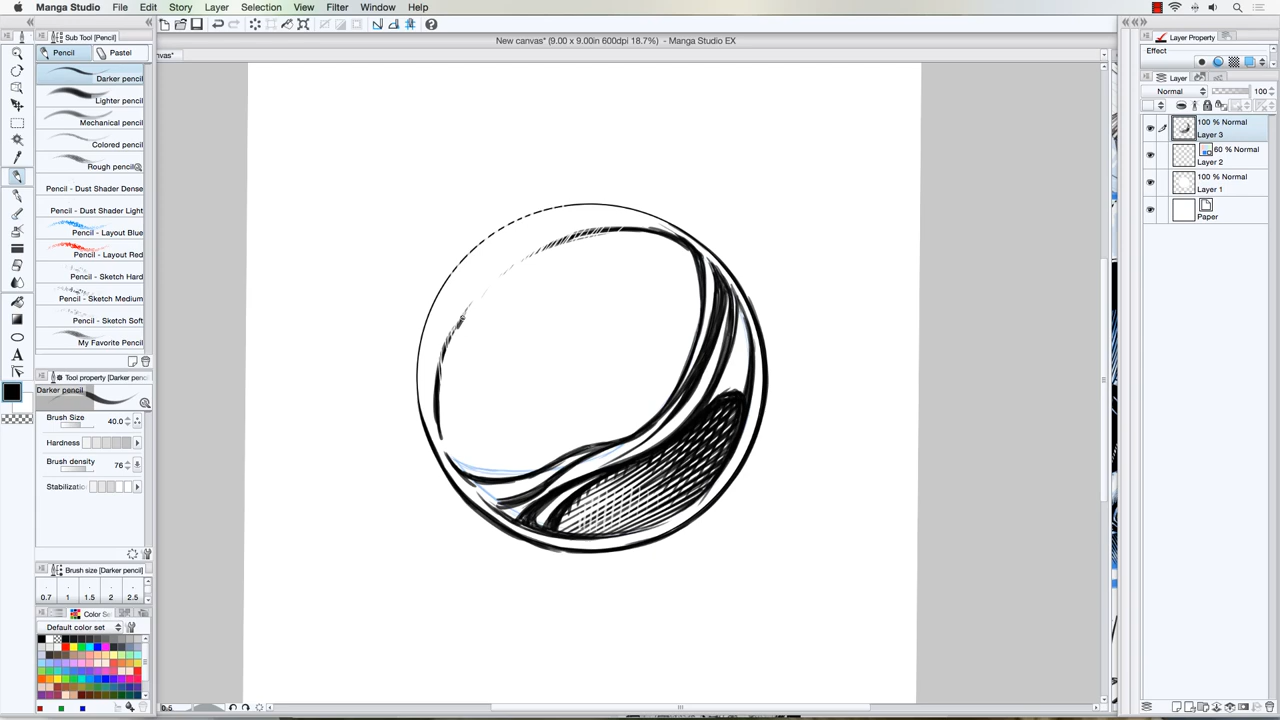 Manga Studio File Edit Story Layer Selection View Filter Window Help
Sub Tool [Pencil]
New canvas* (9.00 x 9.00in 600dpi 18.7%) - Manga Studio EX
Layer Property
Pencil Pastel
nvas*
Effect
Darker pencil
Layer
Lighter pencil
Normal 100
Mechanical pencil
100 % Normal
Layer 3
Colored pencil
60 % Normal
Layer 2
Rough pencil
100 % Normal
Layer 1
Pencil - Dust Shader Dense
Pencil - Dust Shader Light
Paper
Pencil - Layout Blue
Pencil - Layout Red
Pencil - Sketch Hard
Pencil - Sketch Medium
Pencil - Sketch Soft
My Favorite Pencil
Tool property [Darker pencil]
Darker pencil
Brush Size 40.0
Hardness
Brush density 76
Stabilizatio
Brush size [Darker pencil]
0.7 1 1.5 2 2.5
Color Se
Default color set
0.5